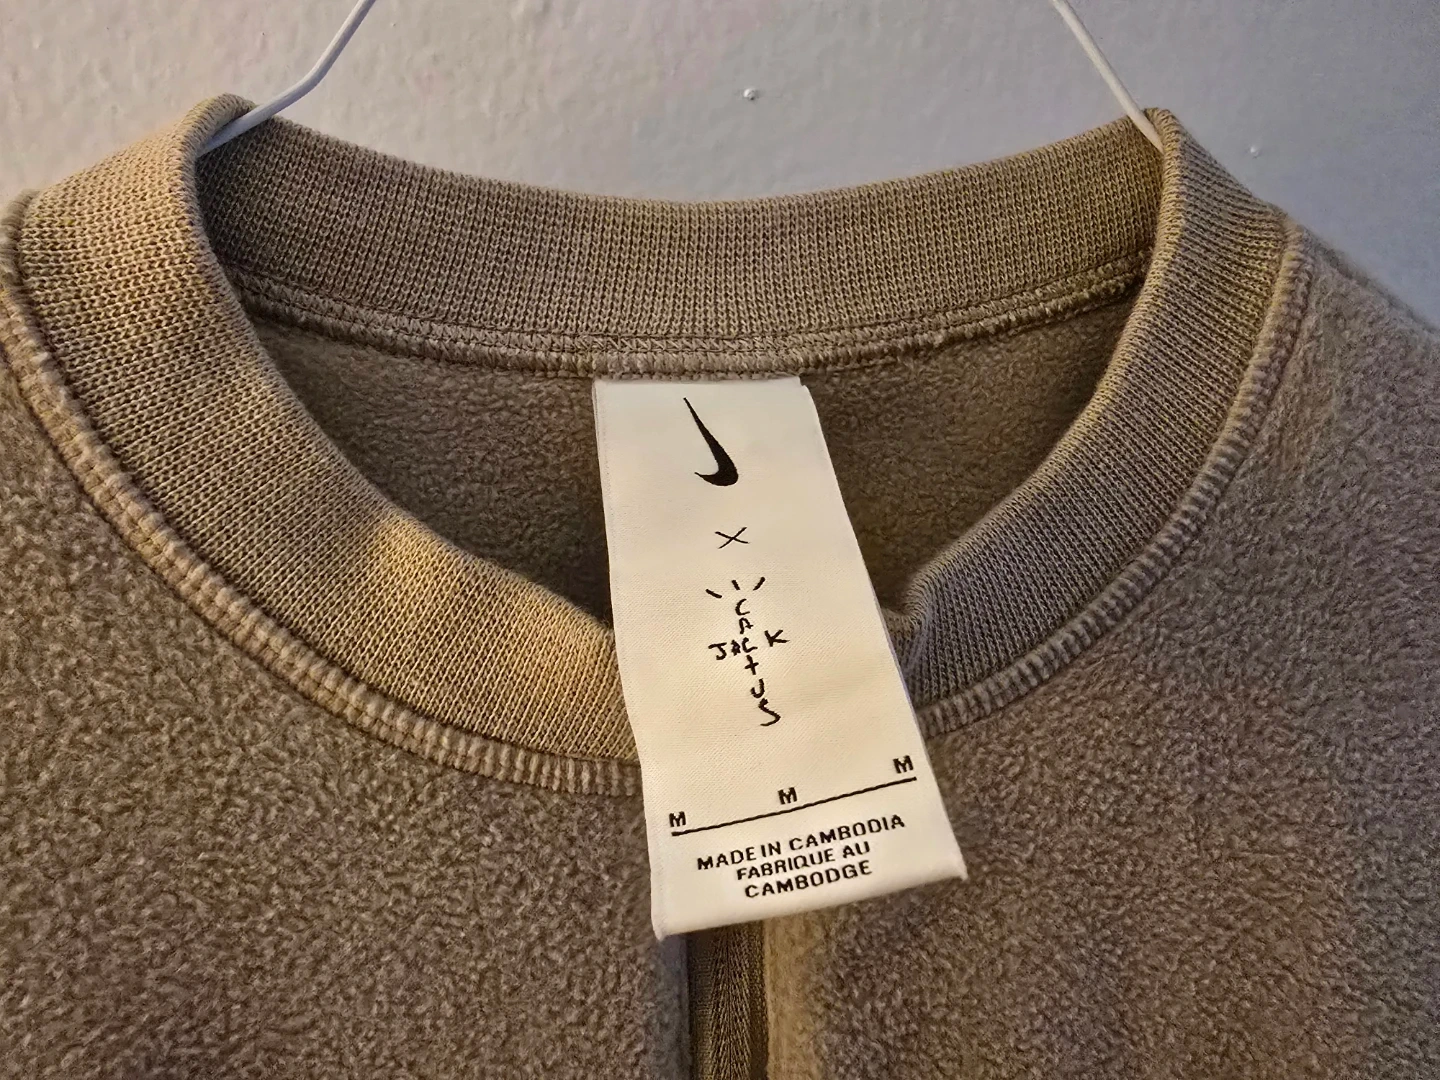 X
CACTUS
JACK
M M M
MADE IN CAMBODIA
FABRIQUE AU
CAMBODGE